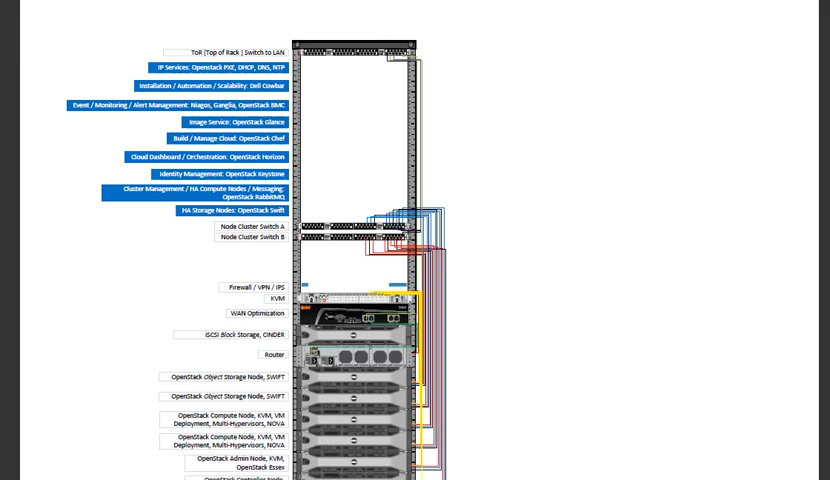 ToR (Top of Rack ) Switch to LAN
IP Services: Openstack PXE, DHCP, DNS, NTP
Installation / Automation / Scalability: Dell Cowbar
Event / Monitoring / Alert Management: Niagos, Ganglia, OpenStack BMC
Image Service: OpenStack Glance
Build / Manage Cloud: OpenStack Chef
Cloud Dashboard / Orchestration: OpenStack Horizon
Identity Management: OpenStack Keystone
Cluster Management / HA Compute Nodes / Messaging:
OpenStack RabbitMQ
HA Storage Nodes: OpenStack Swift
Node Cluster Switch A
Node Cluster Switch B
Firewall / VPN / IPS
KVM
WAN Optimization
iSCSI Block Storage, CINDER
Router
OpenStack Object Storage Node, SWIFT
OpenStack Object Storage Node, SWIFT
OpenStack Compute Node, KVM, VM
Deployment, Multi-Hypervisors, NOVA
OpenStack Compute Node, KVM, VM
Deployment, Multi-Hypervisors, NOVA
OpenStack Admin Node, KVM,
OpenStack Essex
OpenStack Controller Node,